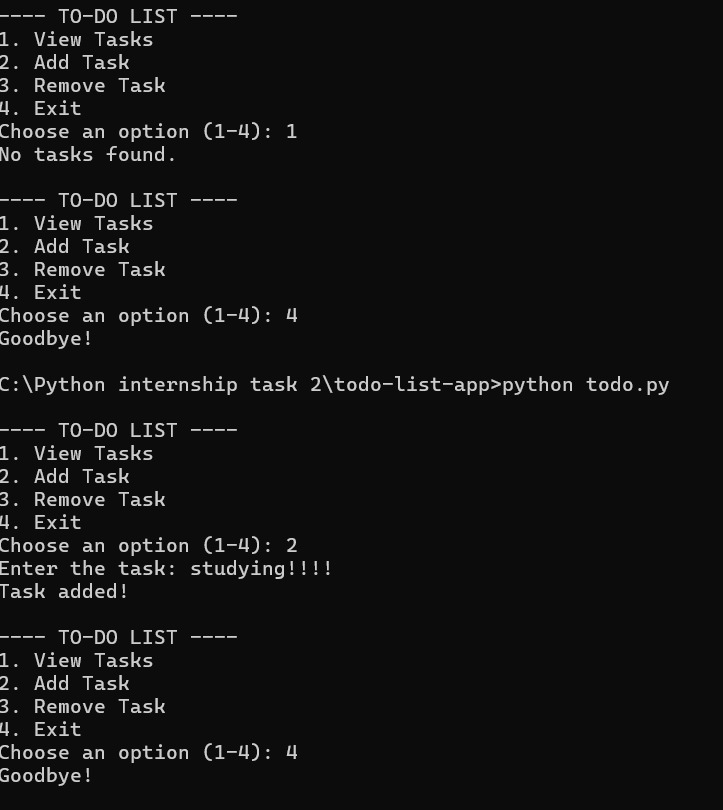 ---- TO-DO LIST ----
1. View Tasks
2. Add Task
3. Remove Task
4. Exit
Choose an option (1-4): 1
No tasks found.
---- TO-DO LIST ----
1. View Tasks
2. Add Task
3. Remove Task
4. Exit
Choose an option (1-4): 4
Goodbye!
C:\Python internship task 2\todo-list-app>python todo.py
---- TO-DO LIST ----
1. View Tasks
2. Add Task
3. Remove Task
4. Exit
Choose an option (1-4): 2
Enter the task: studying!!!!
Task added!
---- TO-DO LIST ----
1. View Tasks
2. Add Task
3. Remove Task
4. Exit
Choose an option (1-4): 4
Goodbye!